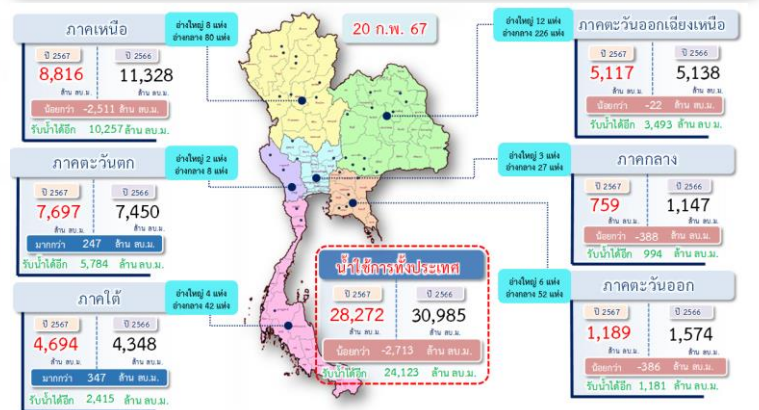 20 ก.พ. 67
ภาคเหนือ
ปี 2567 ปี 2566
8,816 11,328
ล้าน ลบ.ม. ล้าน ลบ.ม.
น้อยกว่า -2,511 ล้าน ลบ.ม.
รับน้ำได้อีก 10,257 ล้าน ลบ.ม.
อ่างใหญ่ 8 แห่ง
อ่างกลาง 80 แห่ง
อ่างใหญ่ 12 แห่ง
อ่างกลาง 226 แห่ง
ภาคตะวันออกเฉียงเหนือ
ปี 2567 ปี 2566
5,117 5,138
ล้าน ลบ.ม. ล้าน ลบ.ม.
น้อยกว่า -22 ล้าน ลบ.ม.
รับน้ำได้อีก 3,493 ล้าน ลบ.ม.
ภาคตะวันตก
ปี 2567 ปี 2566
7,697 7,450
ล้าน ลบ.ม. ล้าน ลบ.ม.
มากกว่า 247 ล้าน ลบ.ม.
รับน้ำได้อีก 5,784 ล้าน ลบ.ม.
อ่างใหญ่ 2 แห่ง
อ่างกลาง 8 แห่ง
อ่างใหญ่ 3 แห่ง
อ่างกลาง 27 แห่ง
ภาคกลาง
ปี 2567 ปี 2566
759 1,147
ล้าน ลบ.ม. ล้าน ลบ.ม.
น้อยกว่า -388 ล้าน ลบ.ม.
รับน้ำได้อีก 994 ล้าน ลบ.ม.
ภาคใต้
ปี 2567 ปี 2566
4,694 4,348
ล้าน ลบ.ม. ล้าน ลบ.ม.
มากกว่า 347 ล้าน ลบ.ม.
รับน้ำได้อีก 2,415 ล้าน ลบ.ม.
อ่างใหญ่ 4 แห่ง
อ่างกลาง 42 แห่ง
น้ำใช้การทั้งประเทศ
ปี 2567 ปี 2566
28,272 30,985
ล้าน ลบ.ม. ล้าน ลบ.ม.
น้อยกว่า -2,713 ล้าน ลบ.ม.
รับน้ำได้อีก 24,123 ล้าน ลบ.ม.
อ่างใหญ่ 6 แห่ง
อ่างกลาง 52 แห่ง
ภาคตะวันออก
ปี 2567 ปี 2566
1,189 1,574
ล้าน ลบ.ม. ล้าน ลบ.ม.
น้อยกว่า -386 ล้าน ลบ.ม.
รับน้ำได้อีก 1,181 ล้าน ลบ.ม.